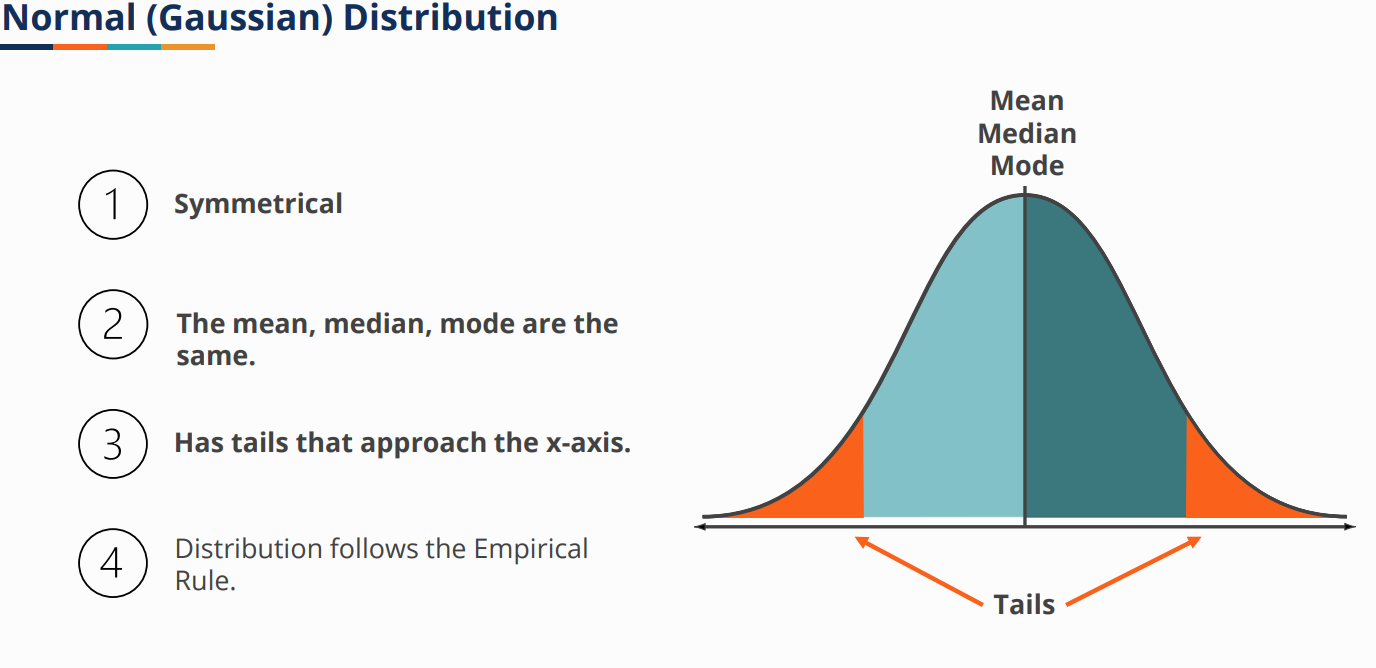 Normal (Gaussian) Distribution
1
Symmetrical
2
The mean, median, mode are the
same.
3
Has tails that approach the x-axis.
4
Distribution follows the Empirical
Rule.
Mean
Median
Mode
Tails